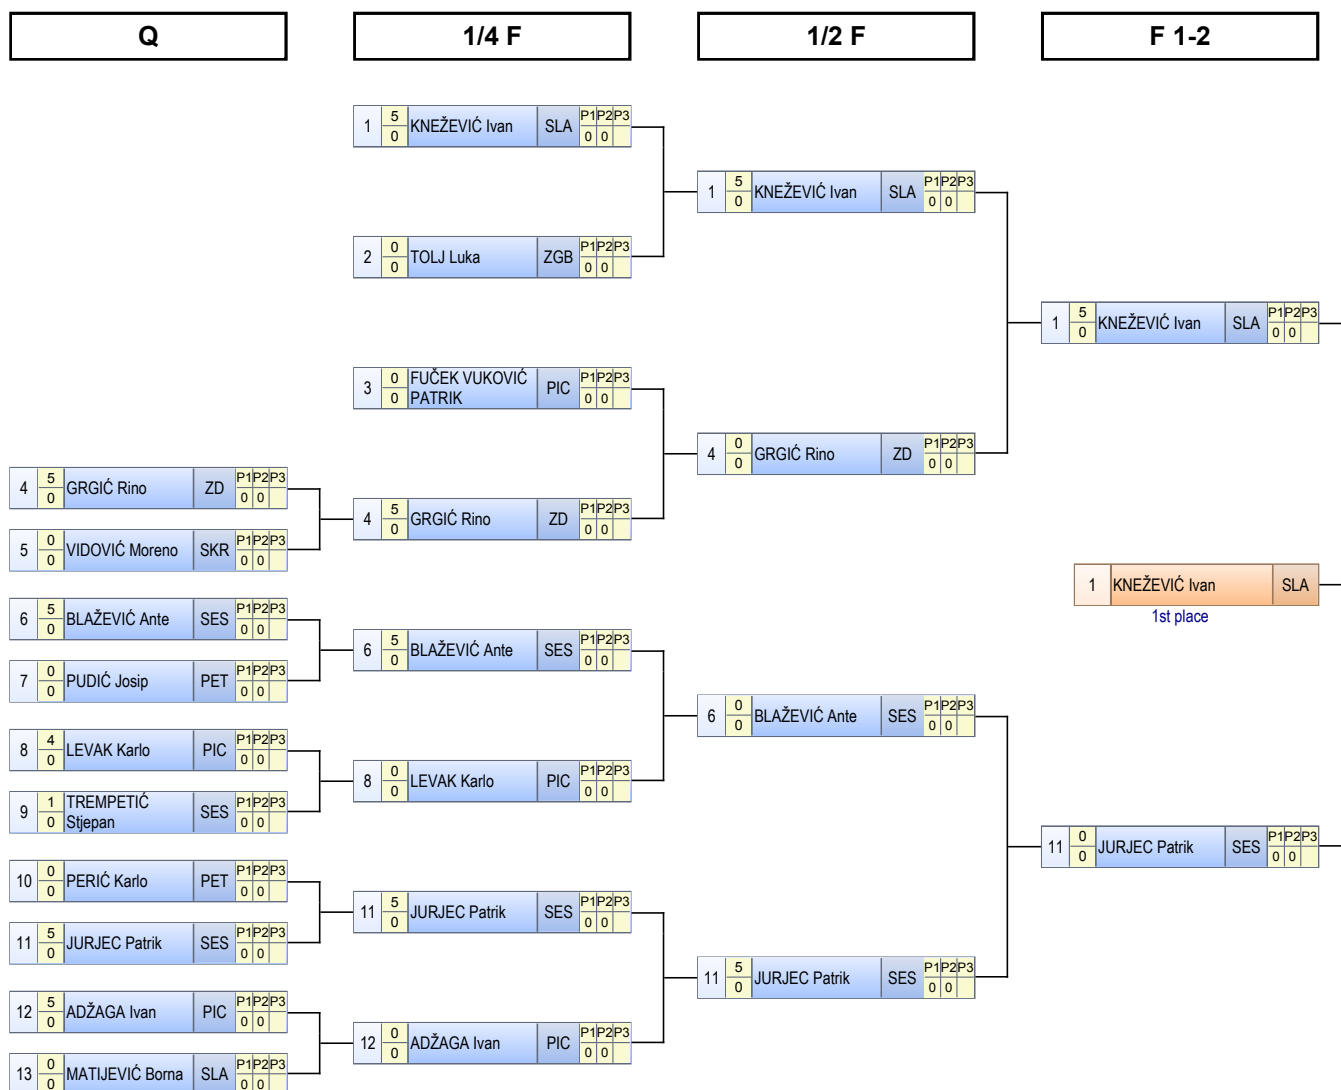 Q
1/4 F
1/2 F
F 1-2
1 5 KNEŽEVIĆ Ivan SLA P1 P2 P3
0 0 0
2 0 TOLJ Luka ZGB P1 P2 P3
0 0 0
3 0 FUČEK VUKOVIĆ PIC P1 P2 P3
0 PATRIK 0 0
4 5 GRGIĆ Rino ZD P1 P2 P3
0 0 0
5 0 VIDOVIĆ Moreno SKR P1 P2 P3
0 0 0
6 5 BLAŽEVIĆ Ante SES P1 P2 P3
0 0 0
7 0 PUDIĆ Josip PET P1 P2 P3
0 0 0
8 4 LEVAK Karlo PIC P1 P2 P3
0 0 0
9 1 TREMPETIĆ SES P1 P2 P3
0 Stjepan 0 0
10 0 PERIĆ Karlo PET P1 P2 P3
0 0 0
11 5 JURJEC Patrik SES P1 P2 P3
0 0 0
12 5 ADŽAGA Ivan PIC P1 P2 P3
0 0 0
13 0 MATIJEVIĆ Borna SLA P1 P2 P3
0 0 0
4 5 GRGIĆ Rino ZD P1 P2 P3
0 0 0
6 5 BLAŽEVIĆ Ante SES P1 P2 P3
0 0 0
8 0 LEVAK Karlo PIC P1 P2 P3
0 0 0
11 5 JURJEC Patrik SES P1 P2 P3
0 0 0
12 0 ADŽAGA Ivan PIC P1 P2 P3
0 0 0
1 5 KNEŽEVIĆ Ivan SLA P1 P2 P3
0 0 0
4 0 GRGIĆ Rino ZD P1 P2 P3
0 0 0
6 0 BLAŽEVIĆ Ante SES P1 P2 P3
0 0 0
11 5 JURJEC Patrik SES P1 P2 P3
0 0 0
1 5 KNEŽEVIĆ Ivan SLA P1 P2 P3
0 0 0
1 KNEŽEVIĆ Ivan SLA
1st place
11 0 JURJEC Patrik SES P1 P2 P3
0 0 0